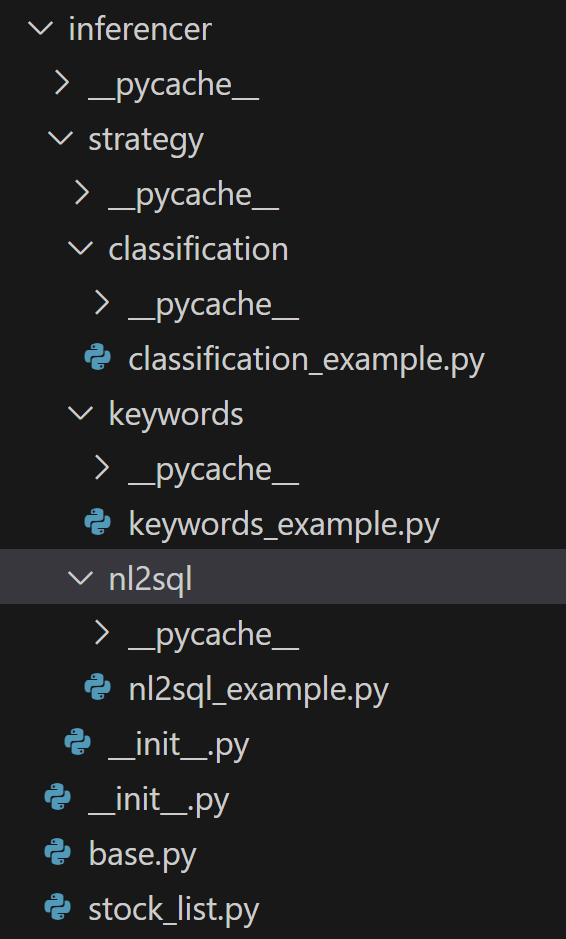 inferencer
__pycache__
strategy
__pycache__
classification
__pycache__
classification_example.py
keywords
__pycache__
keywords_example.py
nl2sql
__pycache__
nl2sql_example.py
__init__.py
__init__.py
base.py
stock_list.py